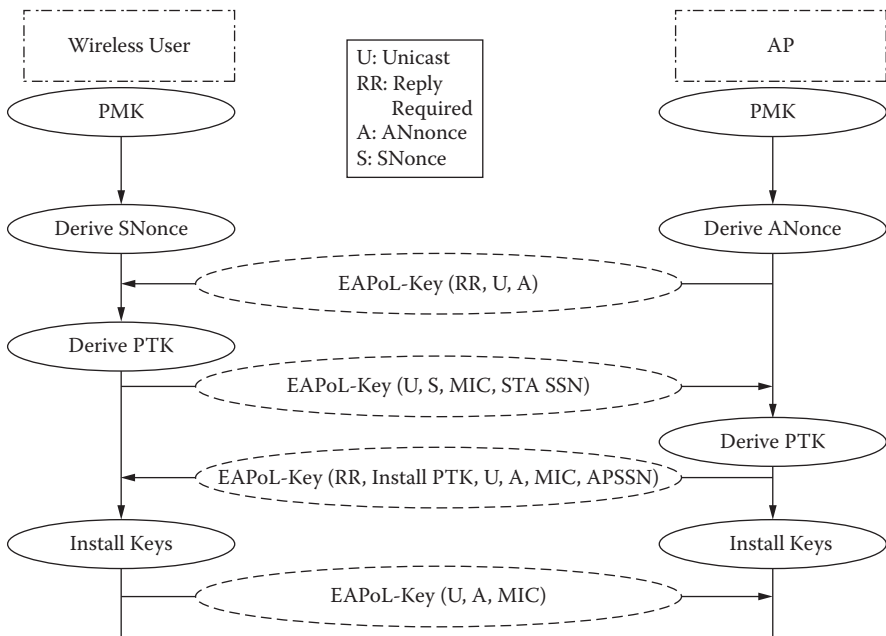 Wireless User
U: Unicast
RR: Reply
Required
A: ANnonce
S: SNonce
AP
PMK
PMK
Derive SNonce
Derive ANonce
EAPoL-Key (RR, U, A)
Derive PTK
EAPoL-Key (U, S, MIC, STA SSN)
Derive PTK
EAPoL-Key (RR, Install PTK, U, A, MIC, APSSN)
Install Keys
Install Keys
EAPoL-Key (U, A, MIC)